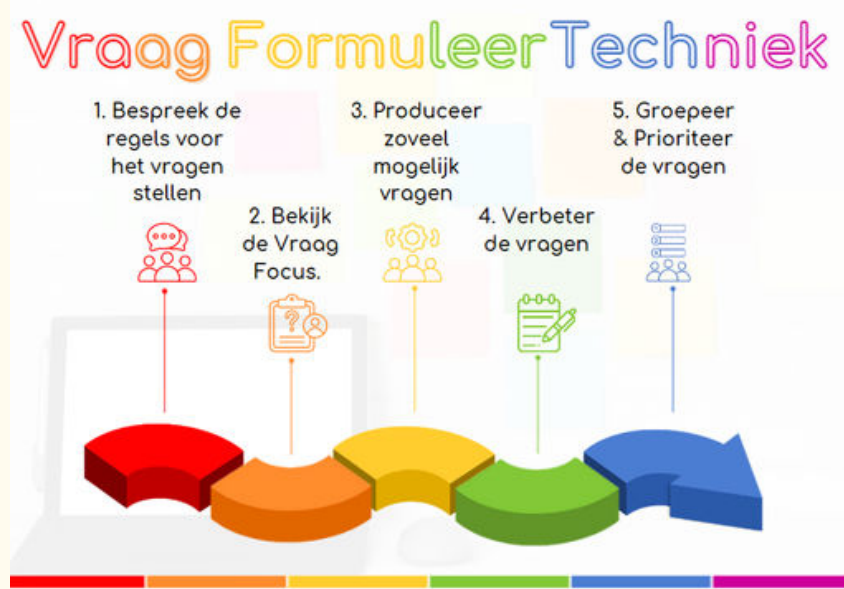 Vraag FormuleerTechniek
1. Bespreek de
regels voor
het vragen
stellen
2. Bekijk
de Vraag
Focus.
3. Produceer
zoveel
mogelijk
vragen
4. Verbeter
de vragen
5. Groepeer
& Prioriteer
de vragen
?